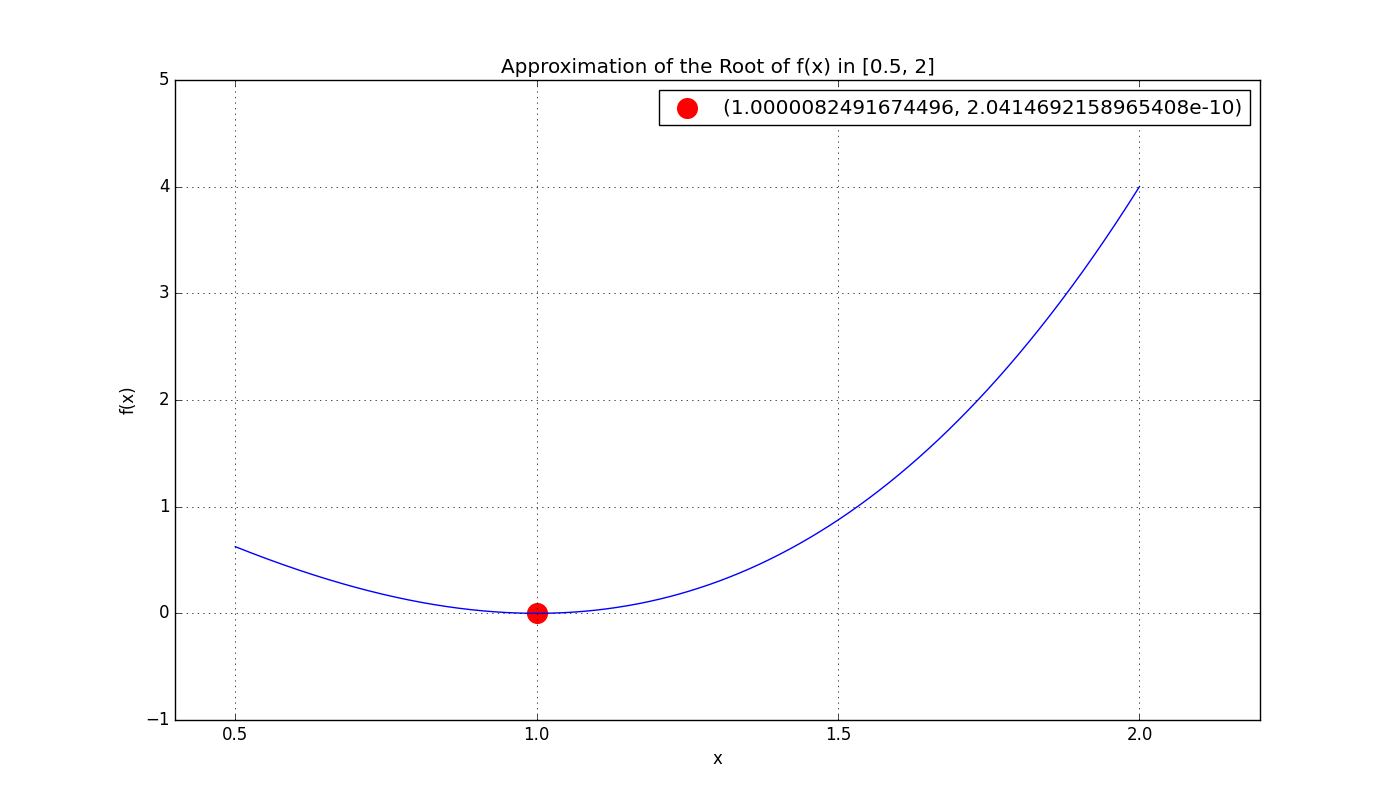 Approximation of the Root of f(x) in [0.5, 2]
(1.0000082491674496, 2.0414692158965408e-10)
5
4
3
2
1
0
−1
f(x)
0.5 1.0 1.5 2.0
x